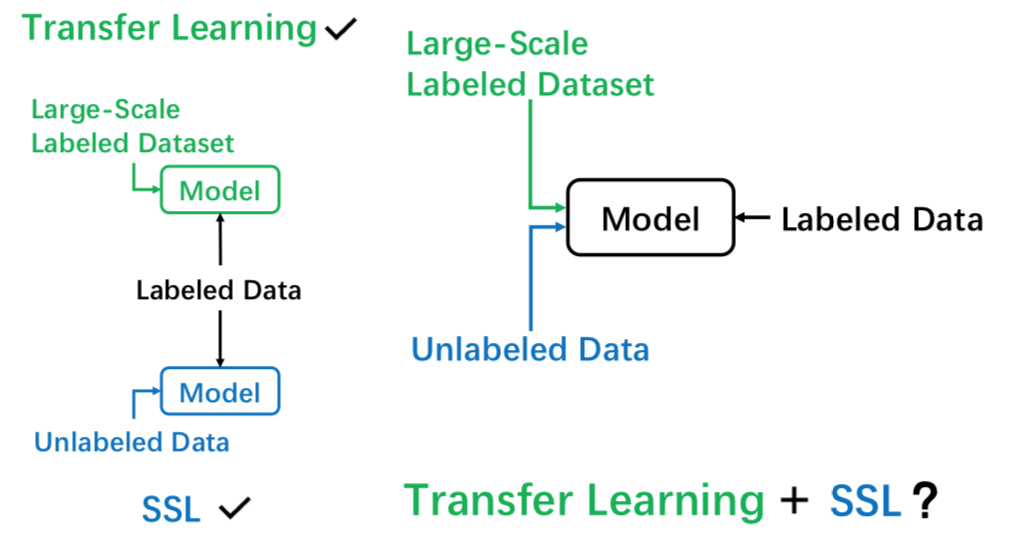 Transfer Learning ✓
Large-Scale
Labeled Dataset
Model
Labeled Data
Model
Unlabeled Data
SSL ✓
Large-Scale
Labeled Dataset
Model
Labeled Data
Unlabeled Data
Transfer Learning + SSL ?